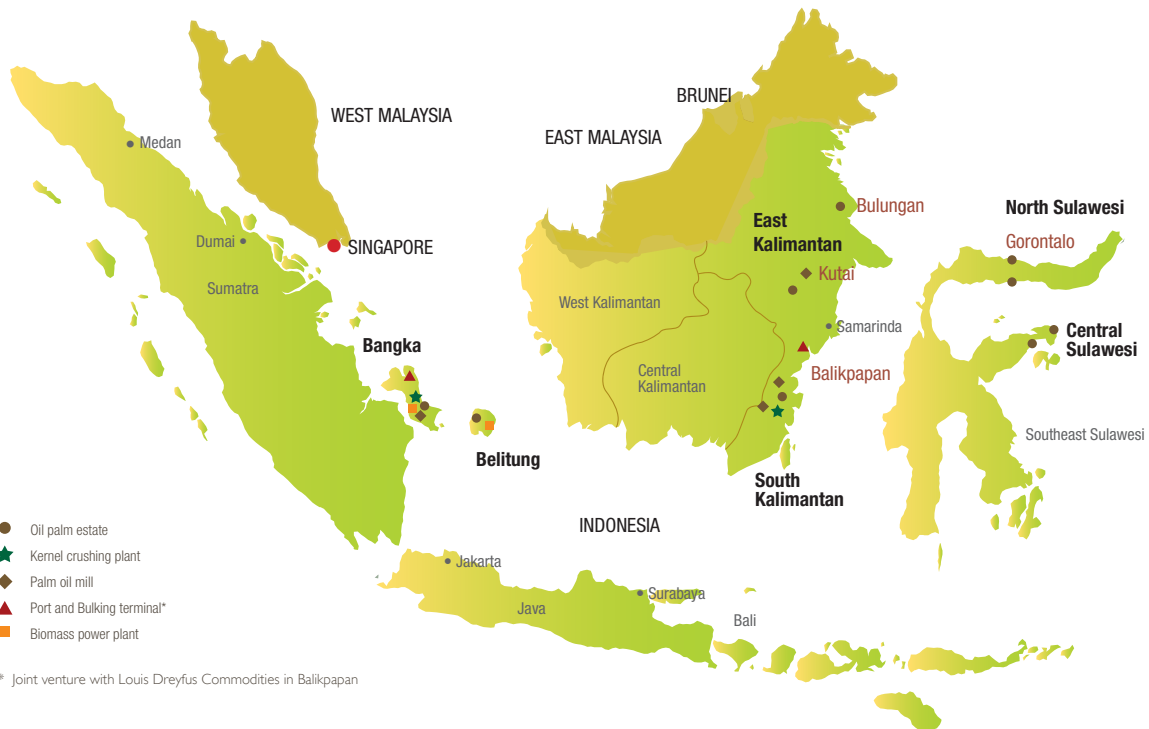 BRUNEI
WEST MALAYSIA
EAST MALAYSIA
Medan
Bulungan
North Sulawesi
East
Kalimantan
Gorontalo
Dumai
SINGAPORE
Kutai
Sumatra
West Kalimantan
Samarinda
Central
Sulawesi
Bangka
Central
Kalimantan
Balikpapan
Southeast Sulawesi
Belitung
South
Kalimantan
INDONESIA
Oil palm estate
Kernel crushing plant
Palm oil mill
Port and Bulking terminal*
Biomass power plant
Jakarta
Surabaya
Java
Bali
* Joint venture with Louis Dreyfus Commodities in Balikpapan